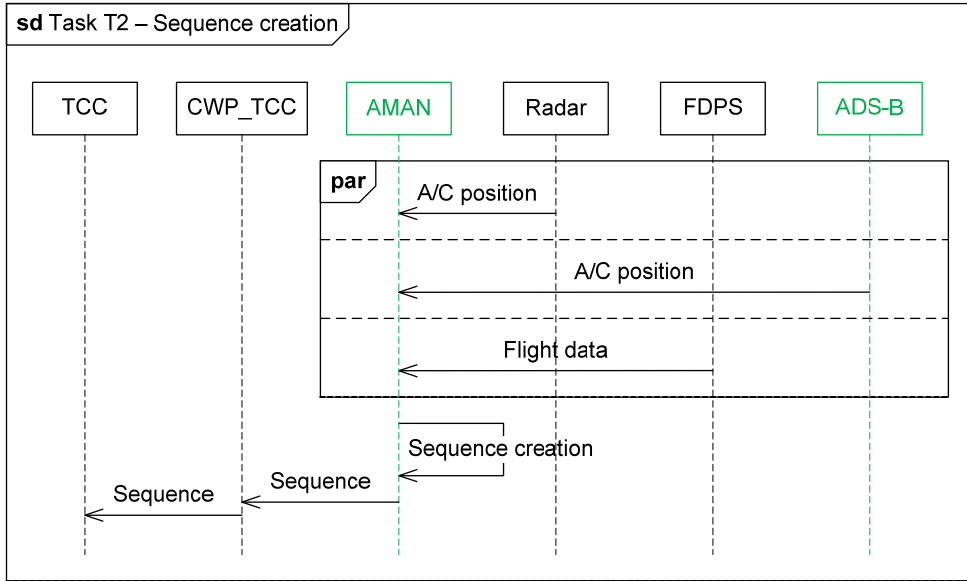 sd Task T2 – Sequence creation
TCC
CWP_TCC
AMAN
Radar
FDPS
ADS-B
par
A/C position
A/C position
Flight data
Sequence creation
Sequence
Sequence